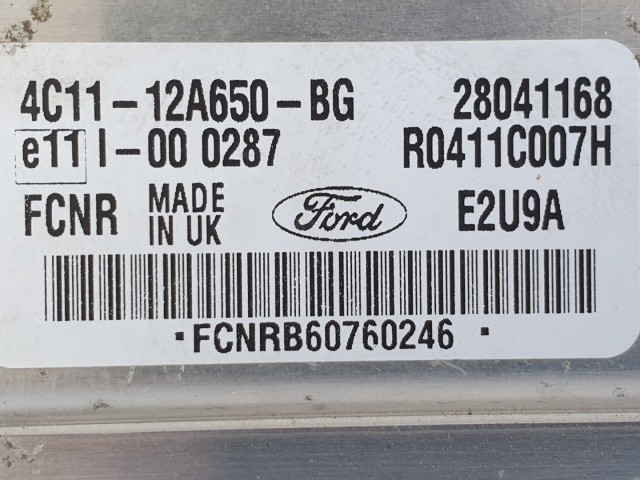 4C11-12A650-BG 28041168
e11 I-00 0287 R0411C007H
FCNR MADE IN UK Ford E2U9A
·FCNRB60760246 ·